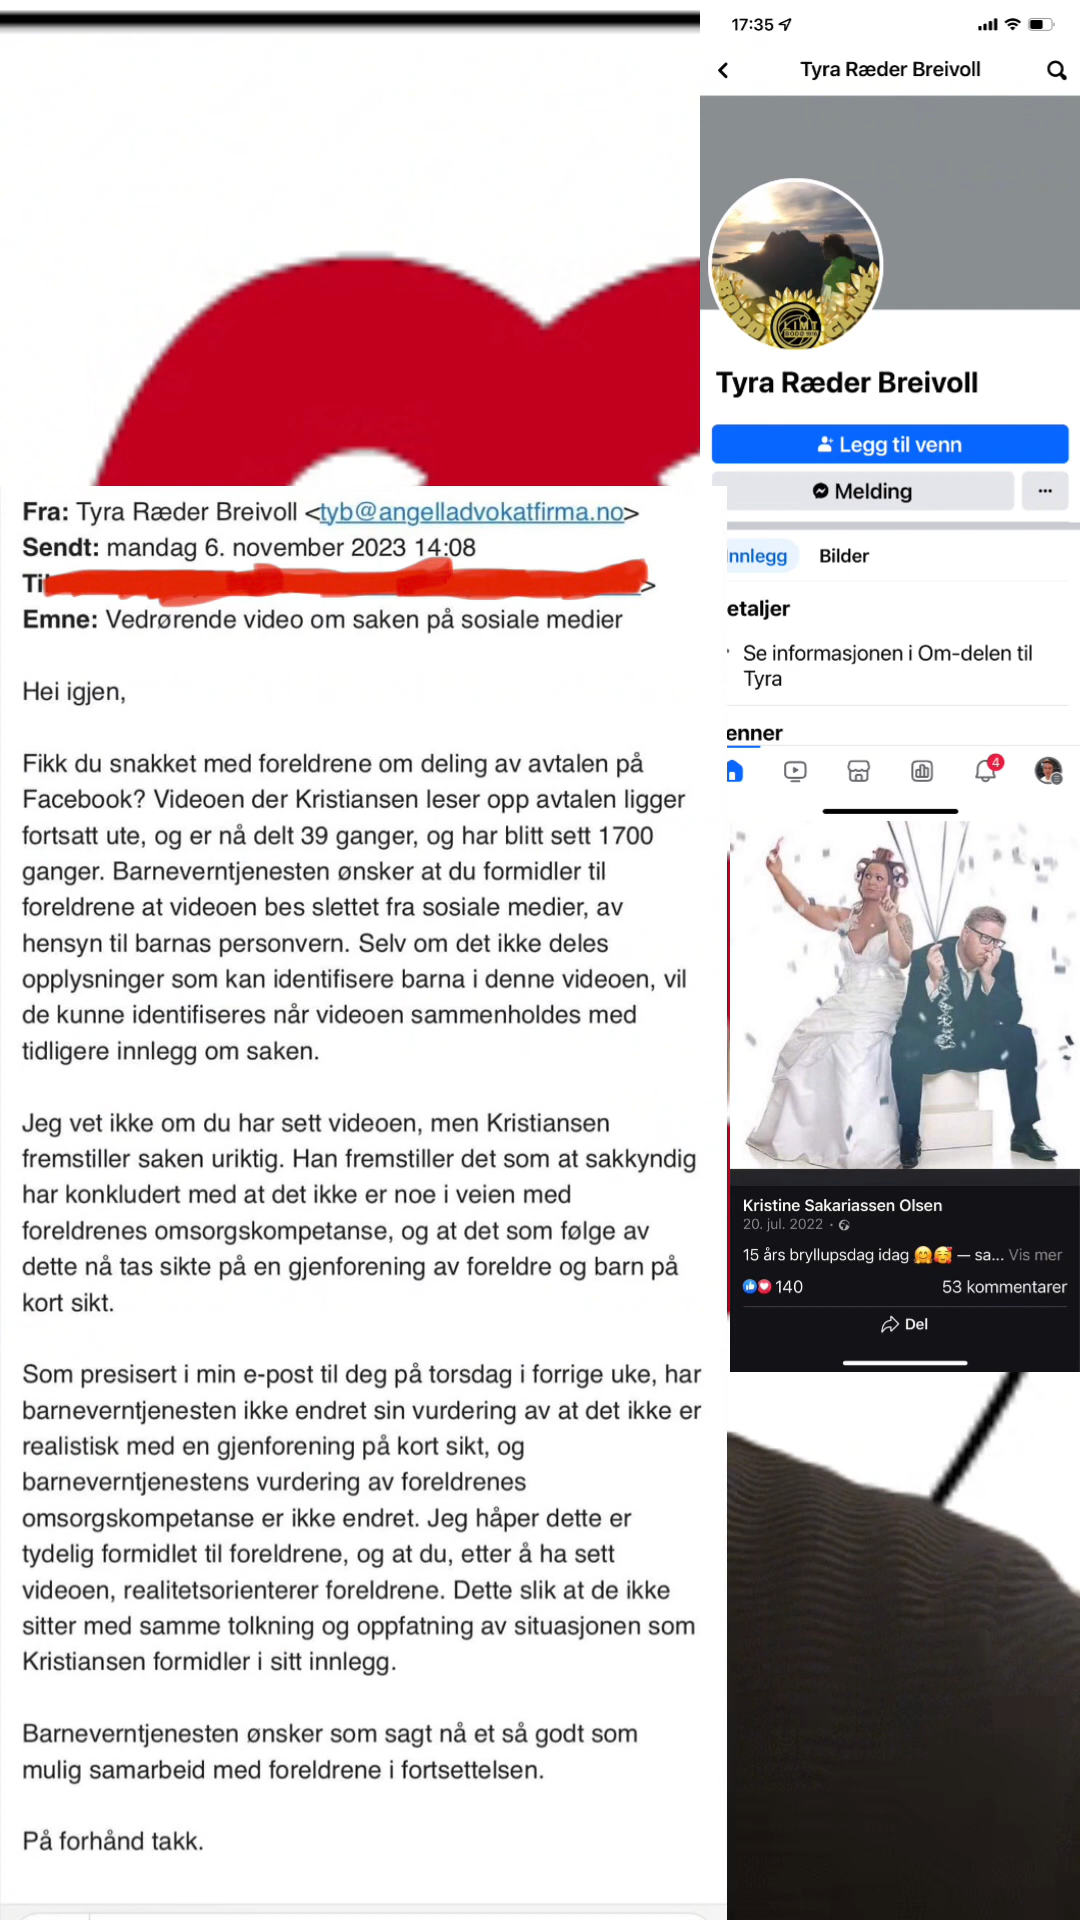 17:35
Tyra Ræder Breivoll
BODØ GLIMT
GLIMT
BODØ 1916
Tyra Ræder Breivoll
Legg til venn
Melding
nnlegg
Bilder
etaljer
Se informasjonen i Om-delen til
Tyra
enner
4
Fra: Tyra Ræder Breivoll <tyb@angelladvokatfirma.no>
Sendt: mandag 6. november 2023 14:08
Ti
>
Emne: Vedrørende video om saken på sosiale medier
Hei igjen,
Fikk du snakket med foreldrene om deling av avtalen på
Facebook? Videoen der Kristiansen leser opp avtalen ligger
fortsatt ute, og er nå delt 39 ganger, og har blitt sett 1700
ganger. Barneverntjenesten ønsker at du formidler til
foreldrene at videoen bes slettet fra sosiale medier, av
hensyn til barnas personvern. Selv om det ikke deles
opplysninger som kan identifisere barna i denne videoen, vil
de kunne identifiseres når videoen sammenholdes med
tidligere innlegg om saken.
Jeg vet ikke om du har sett videoen, men Kristiansen
fremstiller saken uriktig. Han fremstiller det som at sakkyndig
har konkludert med at det ikke er noe i veien med
foreldrenes omsorgskompetanse, og at det som følge av
dette nå tas sikte på en gjenforening av foreldre og barn på
kort sikt.
Som presisert i min e-post til deg på torsdag i forrige uke, har
barneverntjenesten ikke endret sin vurdering av at det ikke er
realistisk med en gjenforening på kort sikt, og
barneverntjenestens vurdering av foreldrenes
omsorgskompetanse er ikke endret. Jeg håper dette er
tydelig formidlet til foreldrene, og at du, etter å ha sett
videoen, realitetsorienterer foreldrene. Dette slik at de ikke
sitter med samme tolkning og oppfatning av situasjonen som
Kristiansen formidler i sitt innlegg.
Barneverntjenesten ønsker som sagt nå et så godt som
mulig samarbeid med foreldrene i fortsettelsen.
På forhånd takk.
Kristine Sakariassen Olsen
20. jul. 2022 ·
15 års bryllupsdag idag 🤗🥰 — sa... Vis mer
140
53 kommentarer
Del